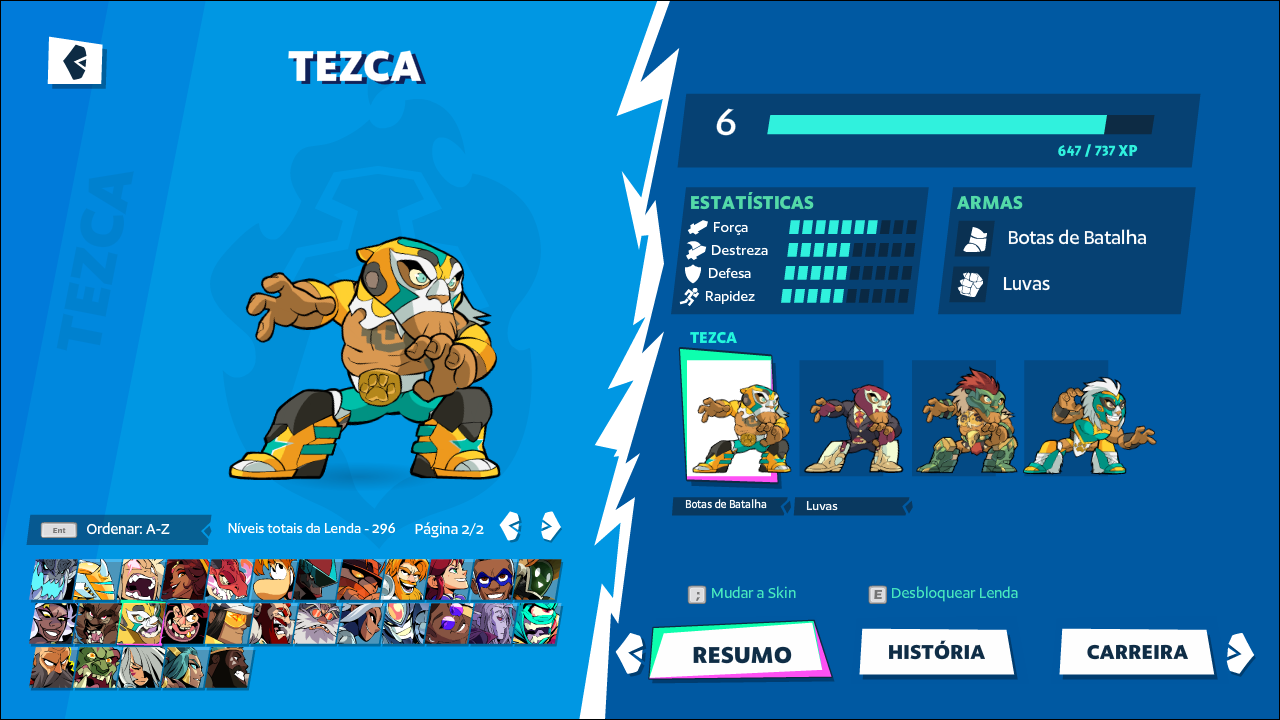 TEZCA
TEZCA
6
647 / 737 XP
ESTATÍSTICAS
Força
Destreza
Defesa
Rapidez
ARMAS
Botas de Batalha
Luvas
TEZCA
Botas de Batalha
Luvas
Ent
Ordenar: A-Z
Níveis totais da Lenda - 296
Página 2/2
; Mudar a Skin
E Desbloquear Lenda
RESUMO
HISTÓRIA
CARREIRA